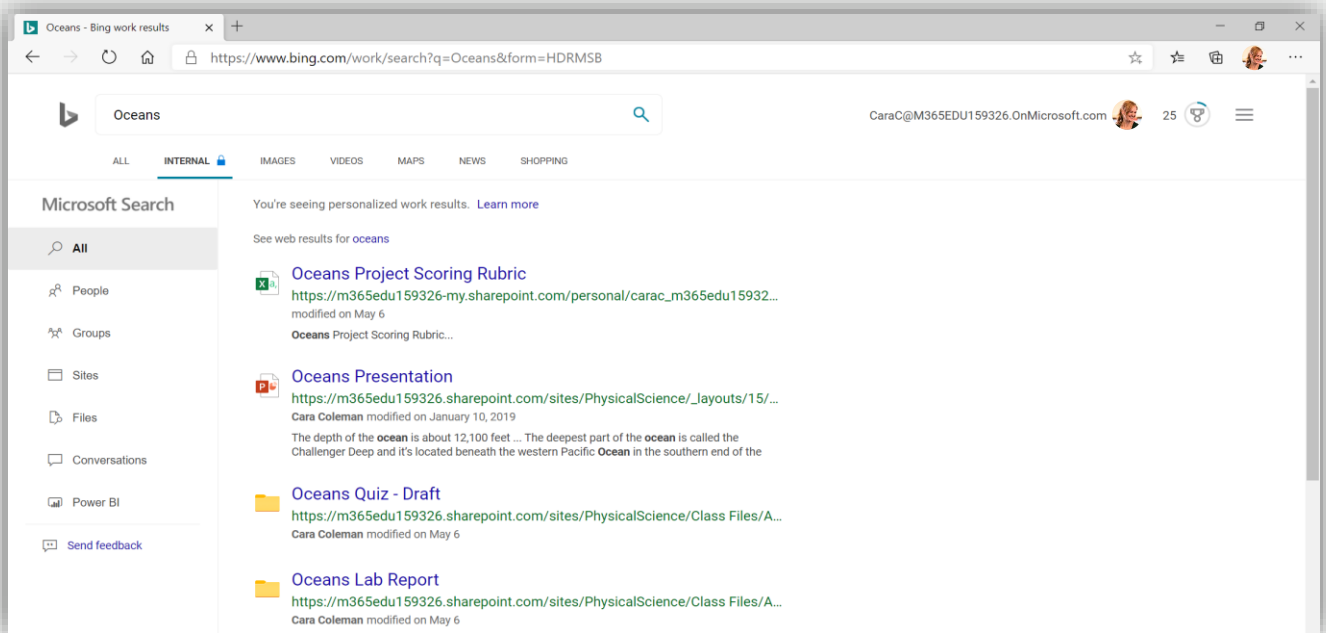 Oceans - Bing work results
https://www.bing.com/work/search?q=Oceans&form=HDRMSB
Oceans
CaraC@M365EDU159326.OnMicrosoft.com
25
ALL
INTERNAL
IMAGES
VIDEOS
MAPS
NEWS
SHOPPING
Microsoft Search
All
People
Groups
Sites
Files
Conversations
Power BI
Send feedback
You're seeing personalized work results. Learn more
See web results for oceans
Oceans Project Scoring Rubric
https://m365edu159326-my.sharepoint.com/personal/carac_m365edu15932...
modified on May 6
Oceans Project Scoring Rubric...
Oceans Presentation
https://m365edu159326.sharepoint.com/sites/PhysicalScience/_layouts/15/...
Cara Coleman modified on January 10, 2019
The depth of the ocean is about 12,100 feet ... The deepest part of the ocean is called the
Challenger Deep and it's located beneath the western Pacific Ocean in the southern end of the
Oceans Quiz - Draft
https://m365edu159326.sharepoint.com/sites/PhysicalScience/Class Files/A...
Cara Coleman modified on May 6
Oceans Lab Report
https://m365edu159326.sharepoint.com/sites/PhysicalScience/Class Files/A...
Cara Coleman modified on May 6